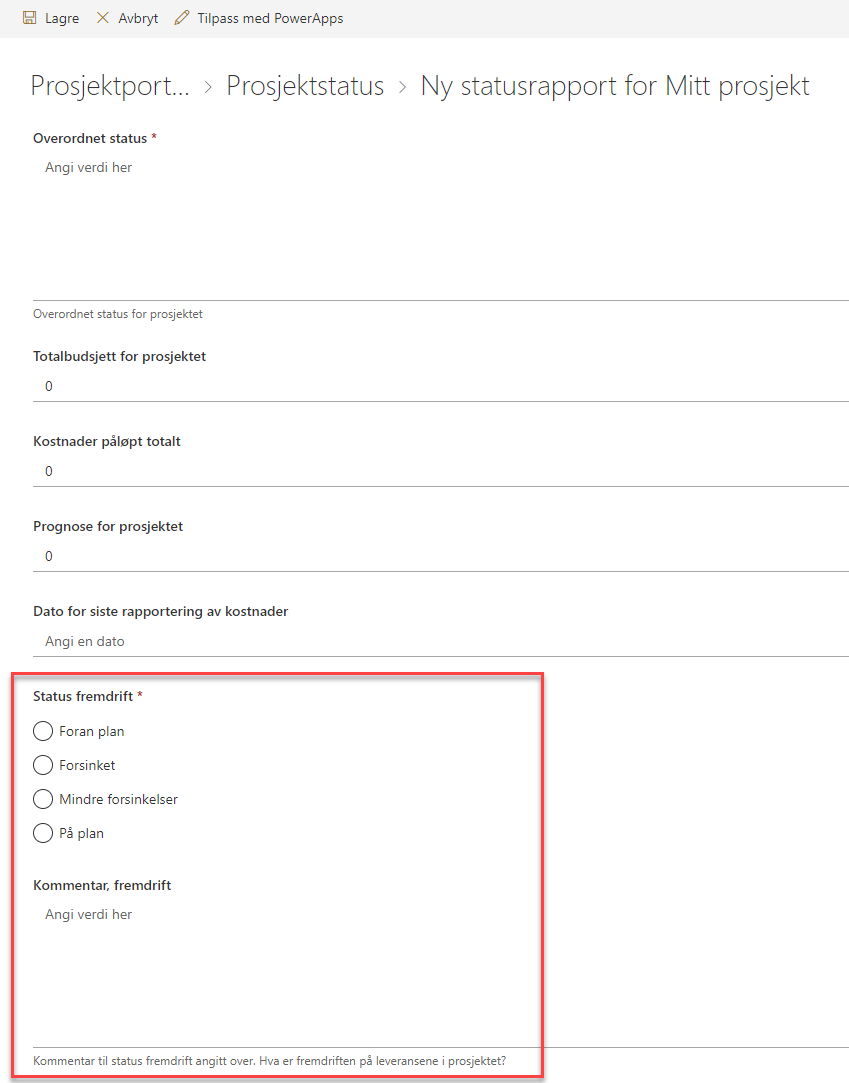 Lagre Avbryt Tilpass med PowerApps
Prosjektport... > Prosjektstatus > Ny statusrapport for Mitt prosjekt
Overordnet status *
Angi verdi her
Overordnet status for prosjektet
Totalbudsjett for prosjektet
0
Kostnader påløpt totalt
0
Prognose for prosjektet
0
Dato for siste rapportering av kostnader
Angi en dato
Status fremdrift *
Foran plan
Forsinket
Mindre forsinkelser
På plan
Kommentar, fremdrift
Angi verdi her
Kommentar til status fremdrift angitt over. Hva er fremdriften på leveransene i prosjektet?